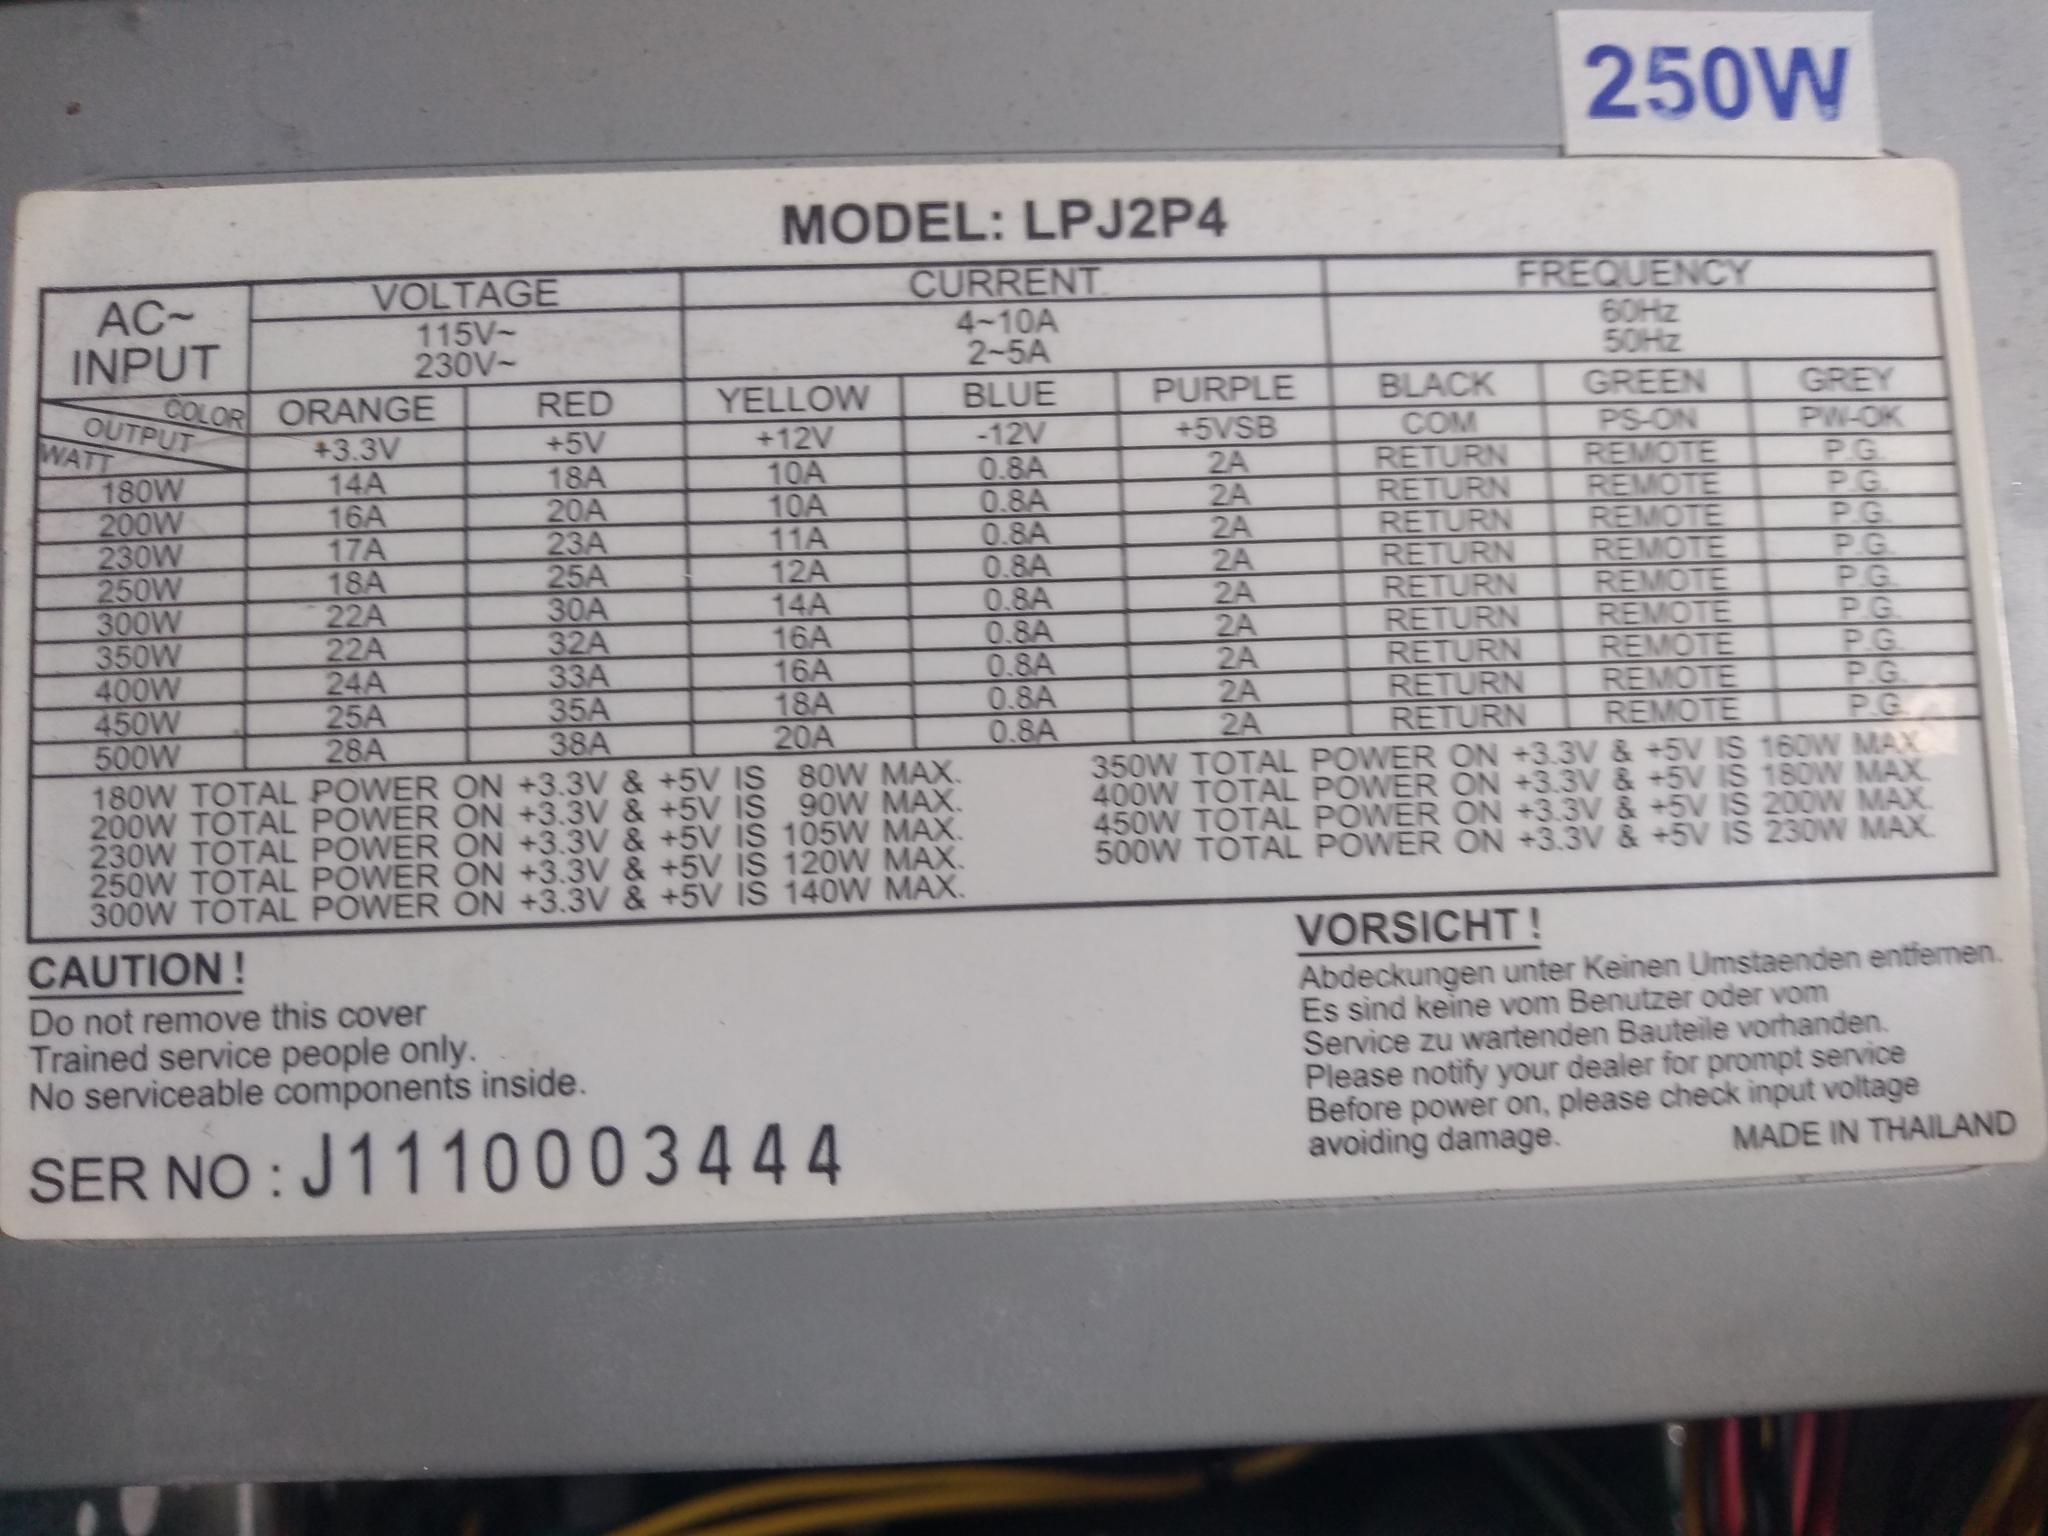 250W
MODEL: LPJ2P4
AC~ INPUT VOLTAGE CURRENT FREQUENCY
115V~ 4~10A 60Hz
230V~ 2~5A 50Hz
COLOR ORANGE RED YELLOW BLUE PURPLE BLACK GREEN GREY
OUTPUT +3.3V +5V +12V -12V +5VSB COM PS-ON PW-OK
WATT
180W 14A 18A 10A 0.8A 2A RETURN REMOTE P.G.
200W 16A 20A 10A 0.8A 2A RETURN REMOTE P.G.
230W 17A 23A 11A 0.8A 2A RETURN REMOTE P.G.
250W 18A 25A 12A 0.8A 2A RETURN REMOTE P.G.
300W 22A 30A 14A 0.8A 2A RETURN REMOTE P.G.
350W 22A 32A 16A 0.8A 2A RETURN REMOTE P.G.
400W 24A 33A 16A 0.8A 2A RETURN REMOTE P.G.
450W 25A 35A 18A 0.8A 2A RETURN REMOTE P.G.
500W 28A 38A 20A 0.8A 2A RETURN REMOTE P.G.
180W TOTAL POWER ON +3.3V & +5V IS 80W MAX.
200W TOTAL POWER ON +3.3V & +5V IS 90W MAX.
230W TOTAL POWER ON +3.3V & +5V IS 105W MAX.
250W TOTAL POWER ON +3.3V & +5V IS 120W MAX.
300W TOTAL POWER ON +3.3V & +5V IS 140W MAX.
350W TOTAL POWER ON +3.3V & +5V IS 160W MAX.
400W TOTAL POWER ON +3.3V & +5V IS 180W MAX.
450W TOTAL POWER ON +3.3V & +5V IS 200W MAX.
500W TOTAL POWER ON +3.3V & +5V IS 230W MAX.
CAUTION !
Do not remove this cover
Trained service people only.
No serviceable components inside.
SER NO : J1110003444
VORSICHT !
Abdeckungen unter Keinen Umstaenden entfernen.
Es sind keine vom Benutzer oder vom
Service zu wartenden Bauteile vorhanden.
Please notify your dealer for prompt service
Before power on, please check input voltage
avoiding damage.
MADE IN THAILAND